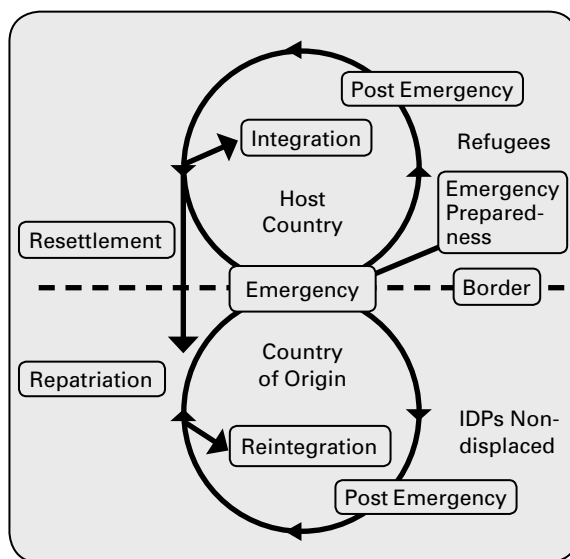 Post Emergency
Integration
Refugees
Host
Country
Emergency
Prepared-
ness
Resettlement
Emergency
Border
Country
of Origin
Repatriation
IDPs Non-
displaced
Reintegration
Post Emergency